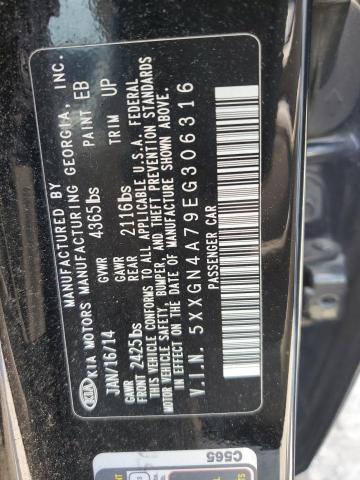 KIA
MANUFACTURED BY
KIA MOTORS MANUFACTURING GEORGIA, INC.
JAN/16/14 GVWR 4365lbs PAINT EB
GAWR FRONT 2425lbs GAWR REAR 2116lbs TRIM UP
THIS VEHICLE CONFORMS TO ALL APPLICABLE U.S.A. FEDERAL
MOTOR VEHICLE SAFETY, BUMPER, AND THEFT PREVENTION STANDARDS
IN EFFECT ON THE DATE OF MANUFACTURE SHOWN ABOVE.
V.I.N. 5XXGN4A79EG306316
PASSENGER CAR
C565